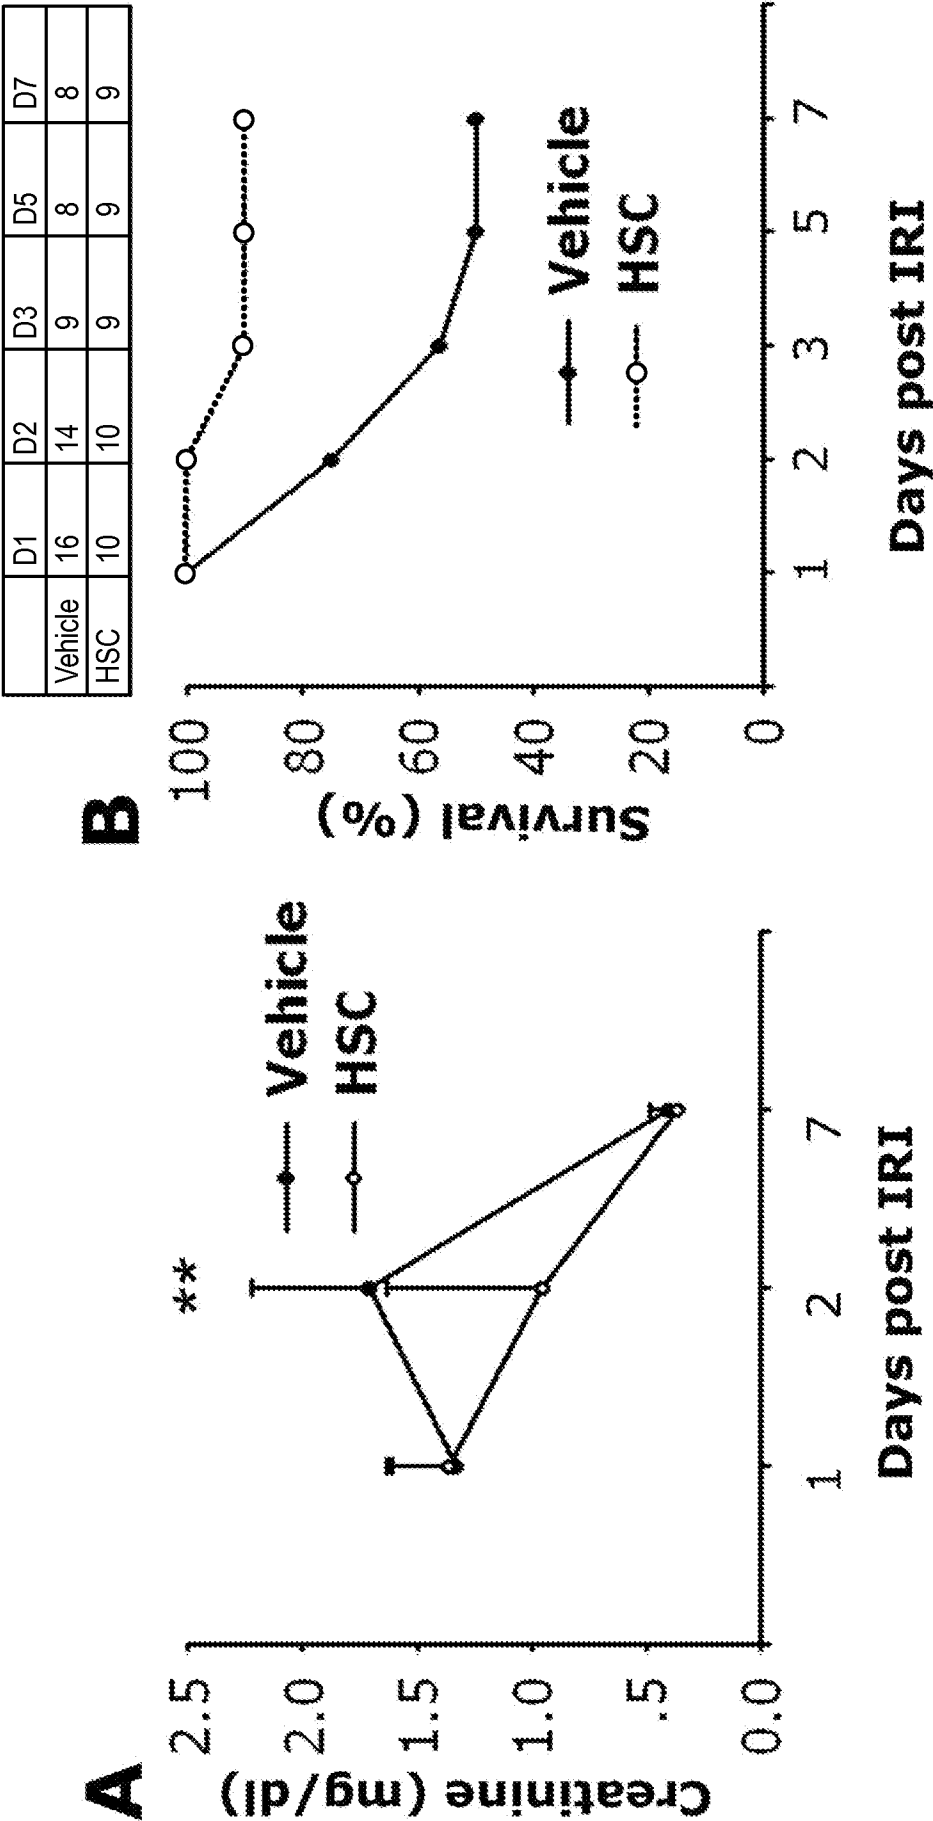 A
Creatinine (mg/dl)
2.5
2.0
1.5
1.0
.5
0.0
**
Vehicle
HSC
1 2 7
Days post IRI
B
D1 D2 D3 D5 D7
Vehicle 16 14 9 8 8
HSC 10 10 9 9 9
Survival (%)
100
80
60
40
20
0
Vehicle
HSC
1 2 3 5 7
Days post IRI